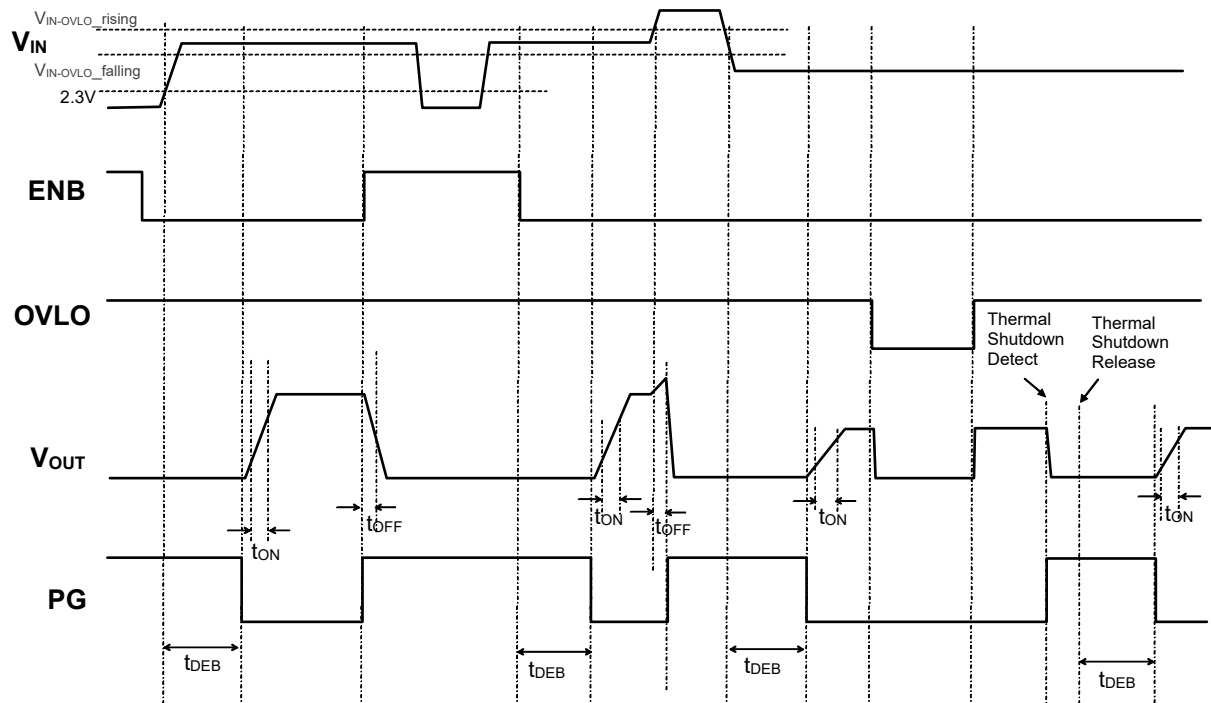 VIN-OVLO_rising
VIN
VIN-OVLO_falling
2.3V
ENB
OVLO
Thermal
Shutdown
Detect
Thermal
Shutdown
Release
VOUT
tON
tOFF
tON
tOFF
tON
tON
PG
tDEB
tDEB
tDEB
tDEB